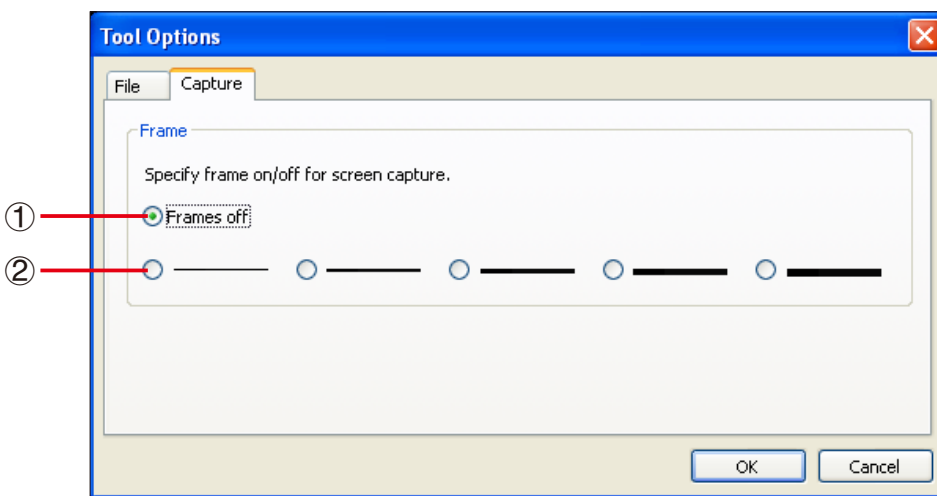 Tool Options
File Capture
Frame
Specify frame on/off for screen capture.
① Frames off
②
OK Cancel